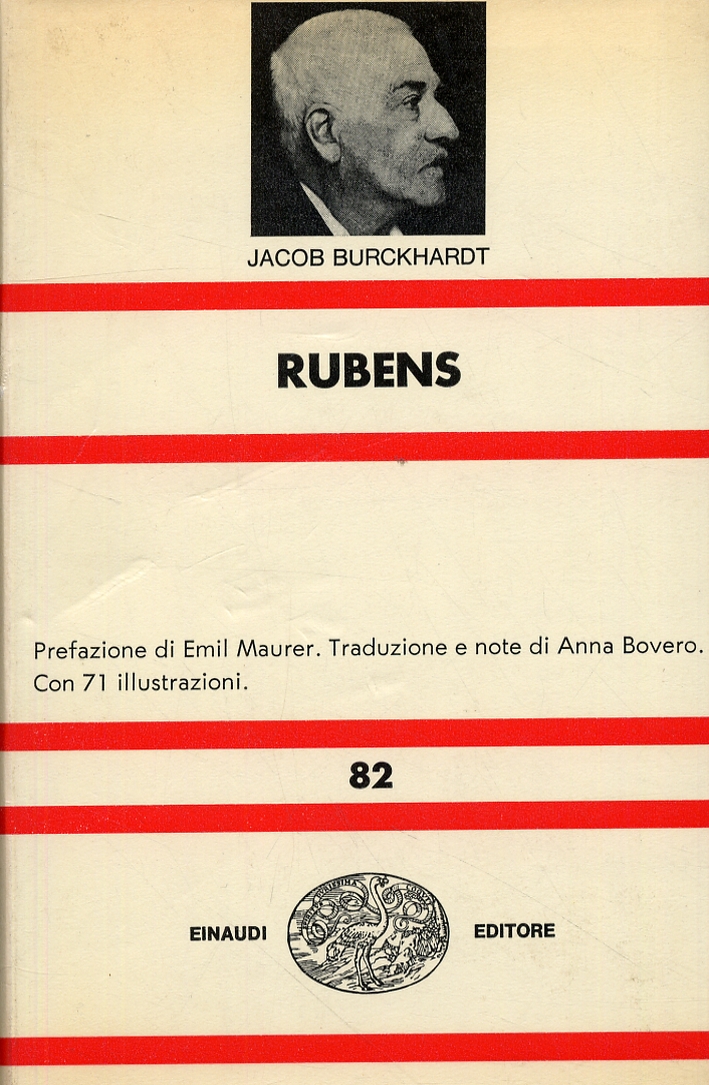 JACOB BURCKHARDT
RUBENS
Prefazione di Emil Maurer. Traduzione e note di Anna Bovero.
Con 71 illustrazioni.
82
EINAUDI EDITORE